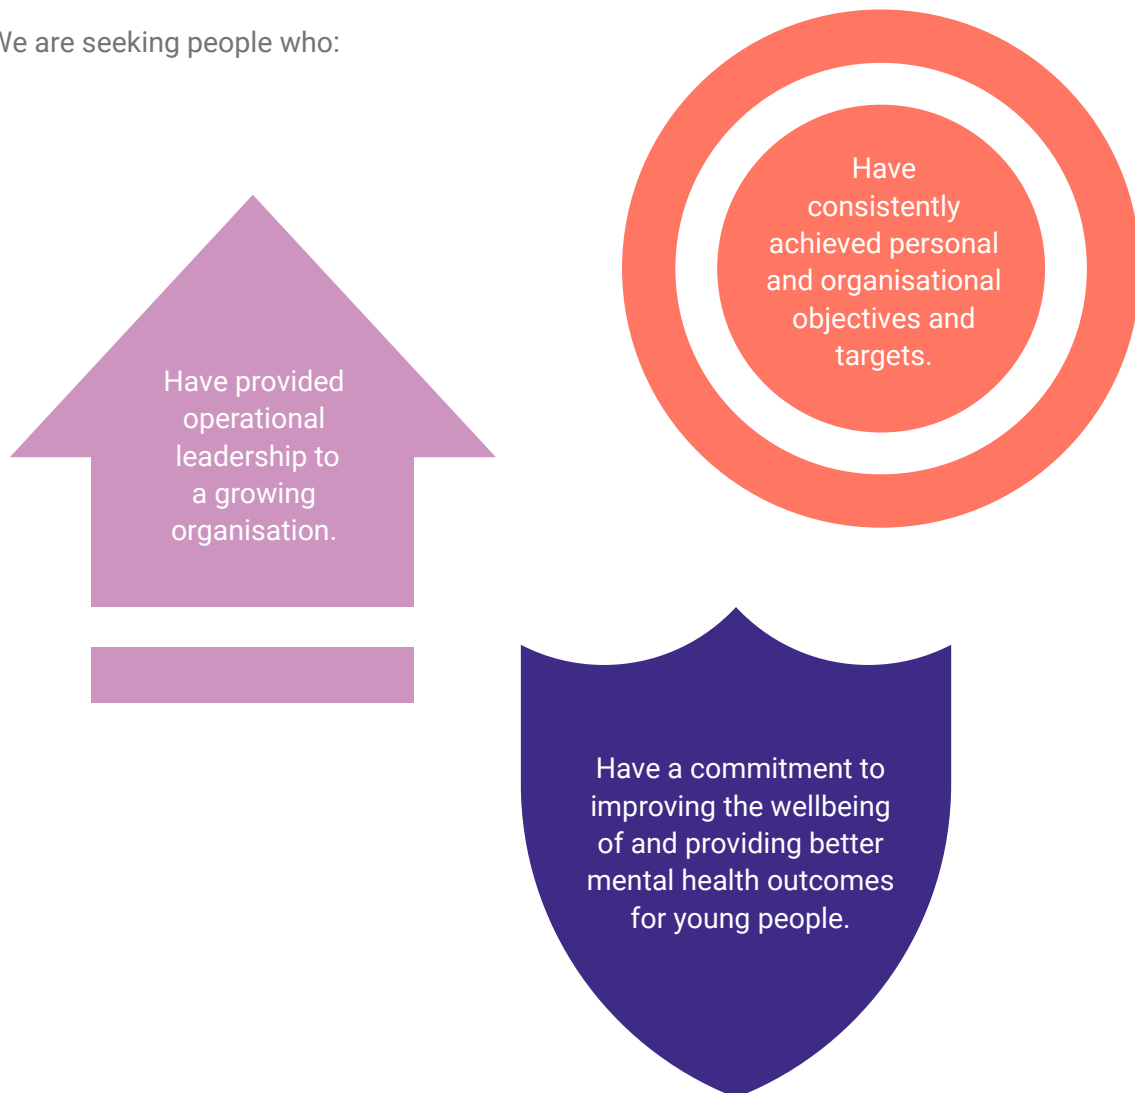 We are seeking people who:
Have
consistently
achieved personal
and organisational
objectives and
targets.
Have provided
operational
leadership to
a growing
organisation.
Have a commitment to
improving the wellbeing
of and providing better
mental health outcomes
for young people.